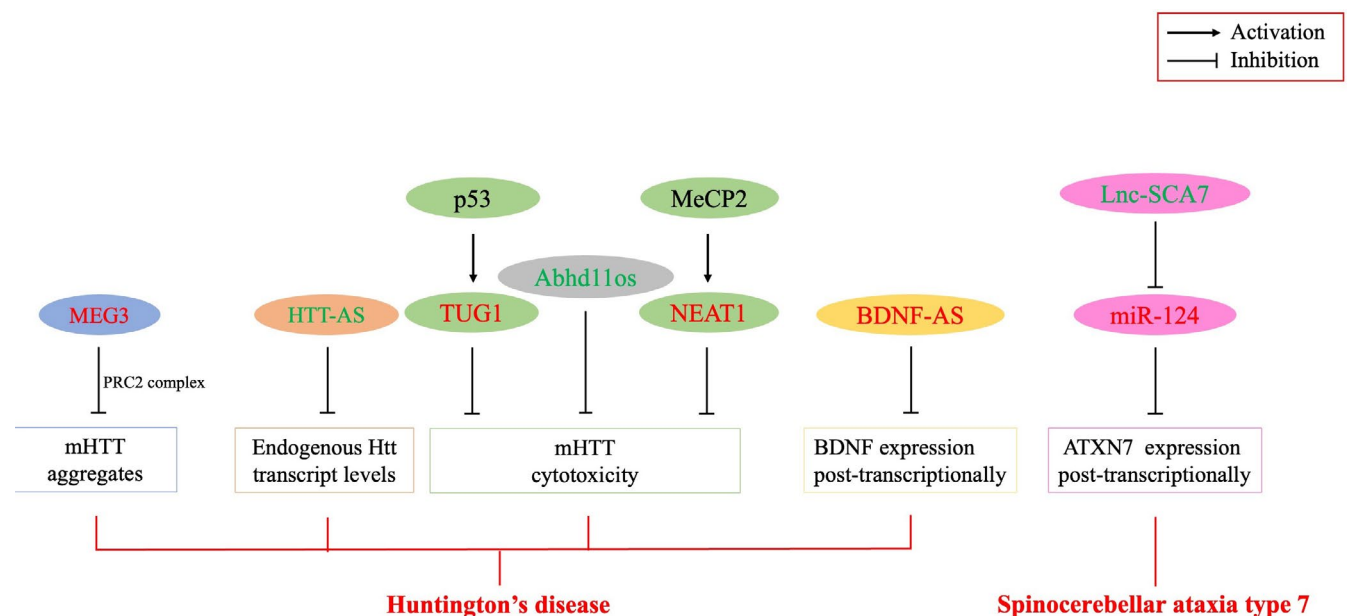 Activation
Inhibition
p53
MeCP2
Lnc-SCA7
Abhd11os
MEG3
HTT-AS
TUG1
NEAT1
BDNF-AS
miR-124
PRC2 complex
mHTT
aggregates
Endogenous Htt
transcript levels
mHTT
cytotoxicity
BDNF expression
post-transcriptionally
ATXN7 expression
post-transcriptionally
Huntington’s disease
Spinocerebellar ataxia type 7